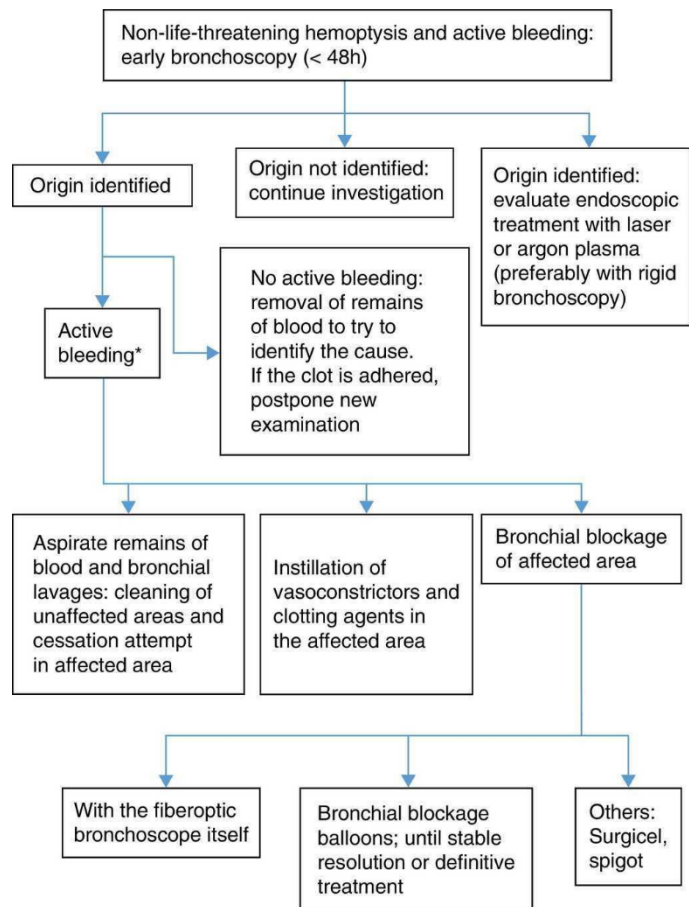 Non-life-threatening hemoptysis and active bleeding:
early bronchoscopy (< 48h)
Origin identified
Origin not identified:
continue investigation
Origin identified:
evaluate endoscopic
treatment with laser
or argon plasma
(preferably with rigid
bronchoscopy)
Active
bleeding*
No active bleeding:
removal of remains
of blood to try to
identify the cause.
If the clot is adhered,
postpone new
examination
Aspirate remains of
blood and bronchial
lavages: cleaning of
unaffected areas and
cessation attempt
in affected area
Instillation of
vasoconstrictors and
clotting agents in
the affected area
Bronchial blockage
of affected area
With the fiberoptic
bronchoscope itself
Bronchial blockage
balloons; until stable
resolution or definitive
treatment
Others:
Surgicel,
spigot